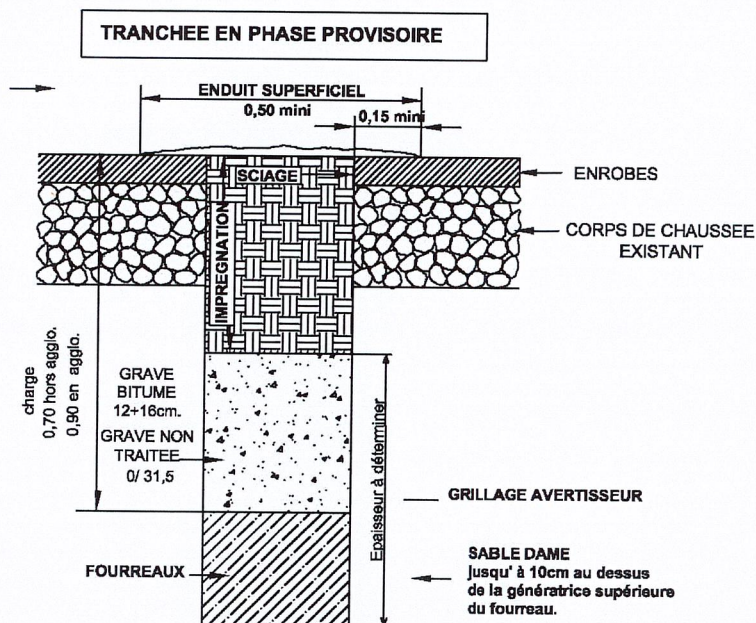 TRANCHEE EN PHASE PROVISOIRE
ENDUIT SUPERFICIEL
0,50 mini
0,15 mini
SCIAGE
ENROBES
IMPREGNATION
CORPS DE CHAUSSEE
EXISTANT
charge
0,70 hors agglo.
0,90 en agglo.
GRAVE
BITUME
12+16cm.
GRAVE NON
TRAITEE
0/ 31,5
Epaisseur à déterminer
GRILLAGE AVERTISSEUR
FOURREAUX
SABLE DAME
jusqu' à 10cm au dessus
de la génératrice supérieure
du fourreau.